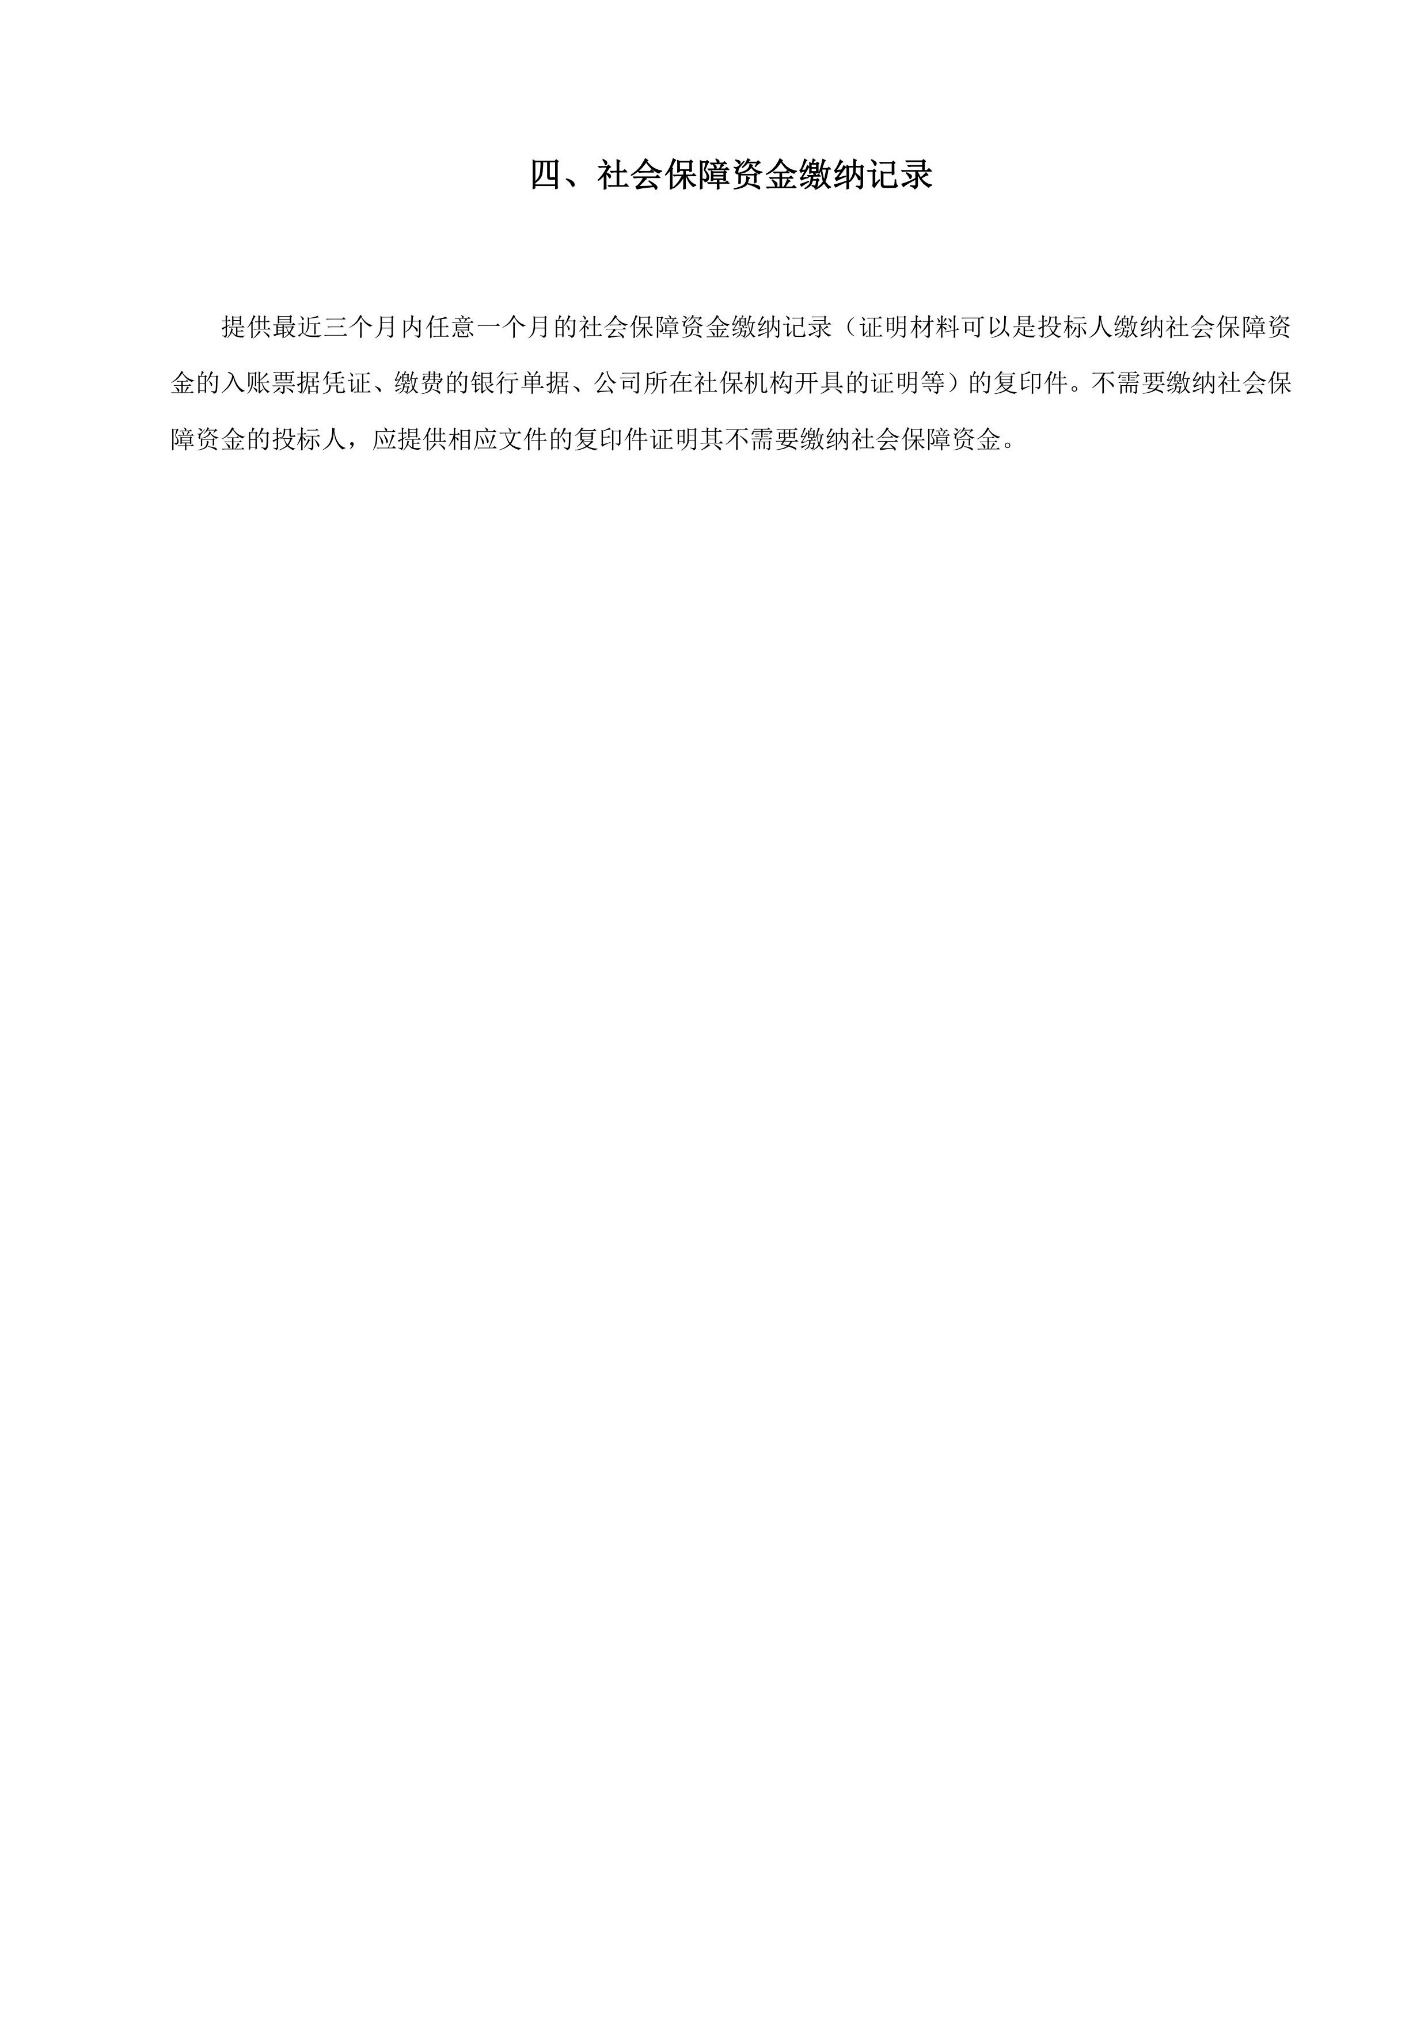 四、社会保障资金缴纳记录
提供最近三个月内任意一个月的社会保障资金缴纳记录（证明材料可以是投标人缴纳社会保障资
金的入账票据凭证、缴费的银行单据、公司所在社保机构开具的证明等）的复印件。不需要缴纳社会保
障资金的投标人，应提供相应文件的复印件证明其不需要缴纳社会保障资金。